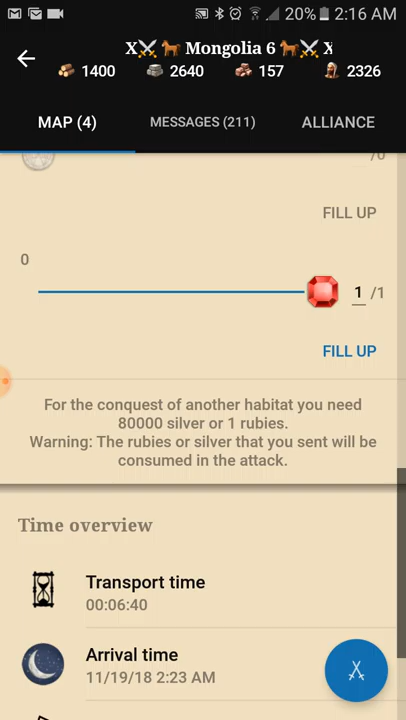 20% 2:16 AM
X⚔🐎 Mongolia 6 🐎⚔ X
1400 2640 157 2326
MAP (4) MESSAGES (211) ALLIANCE
/0
FILL UP
0
1 /1
FILL UP
For the conquest of another habitat you need
80000 silver or 1 rubies.
Warning: The rubies or silver that you sent will be
consumed in the attack.
Time overview
Transport time
00:06:40
Arrival time
11/19/18 2:23 AM